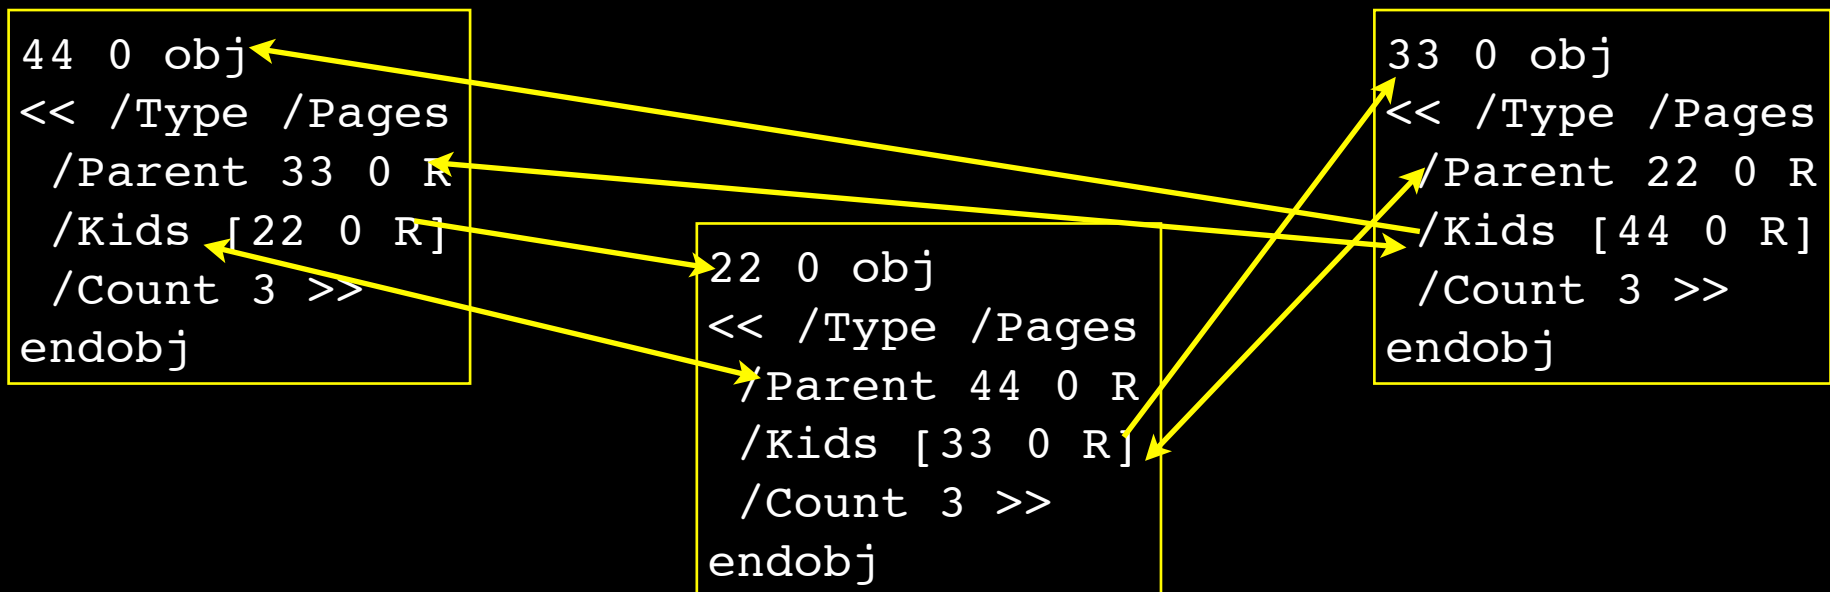 44 0 obj
<< /Type /Pages
/Parent 33 0 R
/Kids [22 0 R]
/Count 3 >>
endobj
22 0 obj
<< /Type /Pages
/Parent 44 0 R
/Kids [33 0 R]
/Count 3 >>
endobj
33 0 obj
<< /Type /Pages
/Parent 22 0 R
/Kids [44 0 R]
/Count 3 >>
endobj